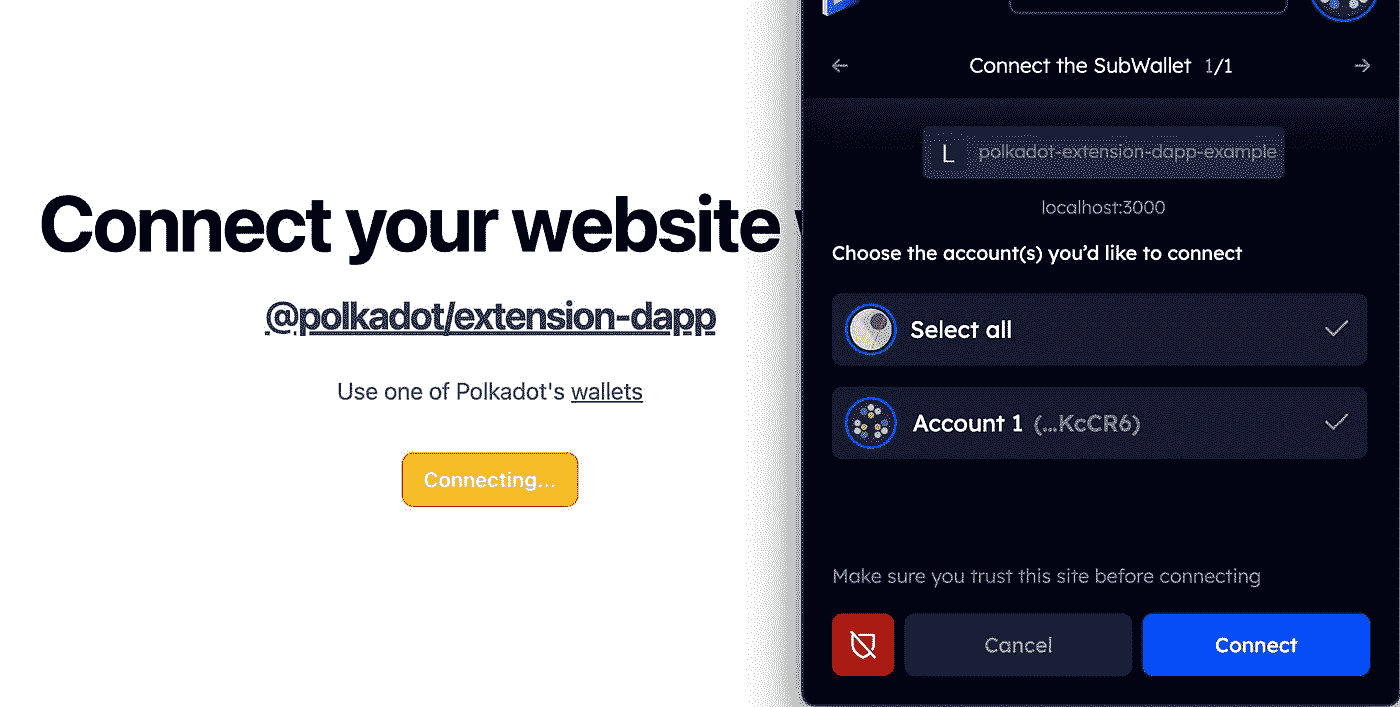 Connect your website
@polkadot/extension-dapp
Use one of Polkadot's wallets
Connecting...
Connect the SubWallet 1/1
L polkadot-extension-dapp-example
localhost:3000
Choose the account(s) you'd like to connect
Select all
Account 1 (...KcCR6)
Make sure you trust this site before connecting
Cancel
Connect